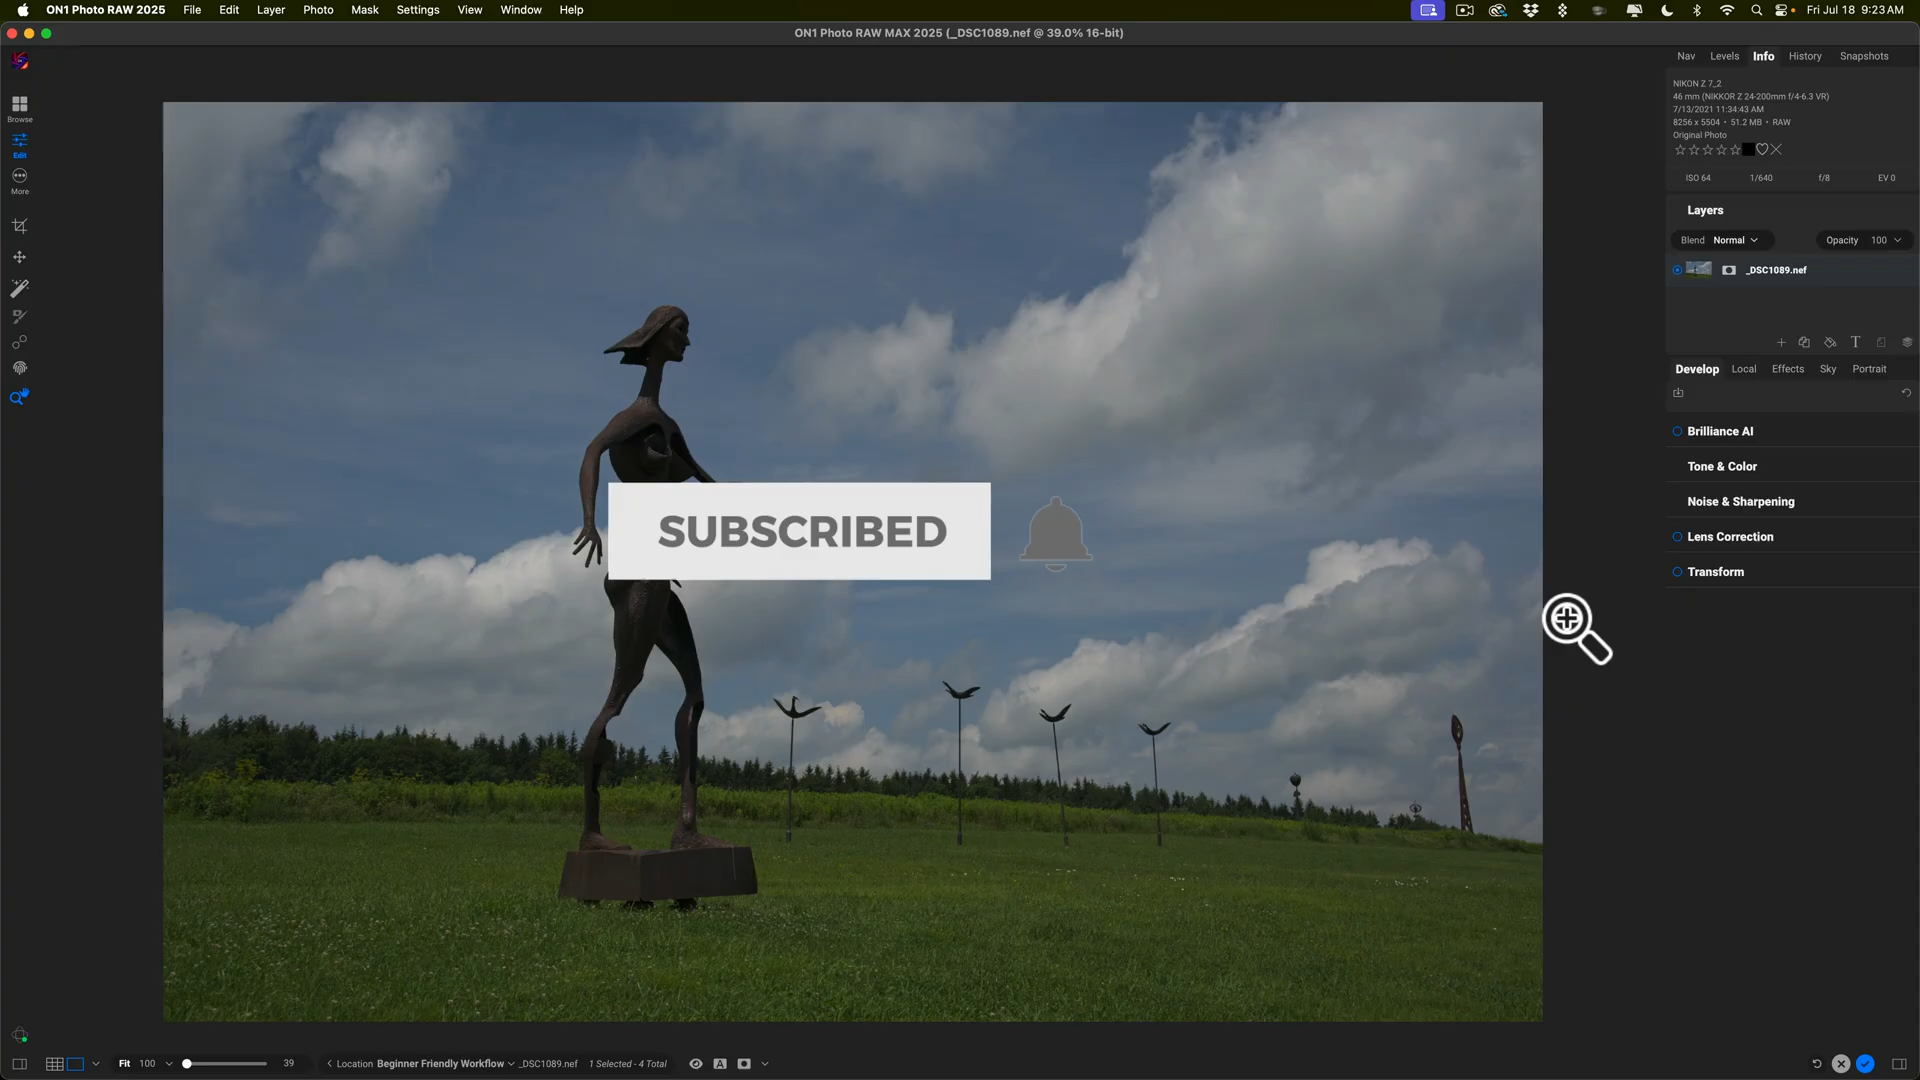 ON1 Photo RAW 2025 File Edit Layer Photo Mask Settings View Window Help Fri Jul 18 9:23 AM
ON1 Photo RAW MAX 2025 (_DSC1089.nef @ 39.0% 16-bit)
Nav Levels Info History Snapshots
NIKON Z 7_2
46 mm (NIKKOR Z 24-200mm f/4-6.3 VR)
7/13/2021 11:34:43 AM
8256 x 5504 • 51.2 MB • RAW
Original Photo
ISO 64 1/640 f/8 EV 0
Browse
Edit
More
Layers
Blend Normal Opacity 100
_DSC1089.nef
T
Develop Local Effects Sky Portrait
Brilliance AI
Tone & Color
Noise & Sharpening
Lens Correction
Transform
SUBSCRIBED
Fit 100 39 Location Beginner Friendly Workflow _DSC1089.nef 1 Selected - 4 Total A